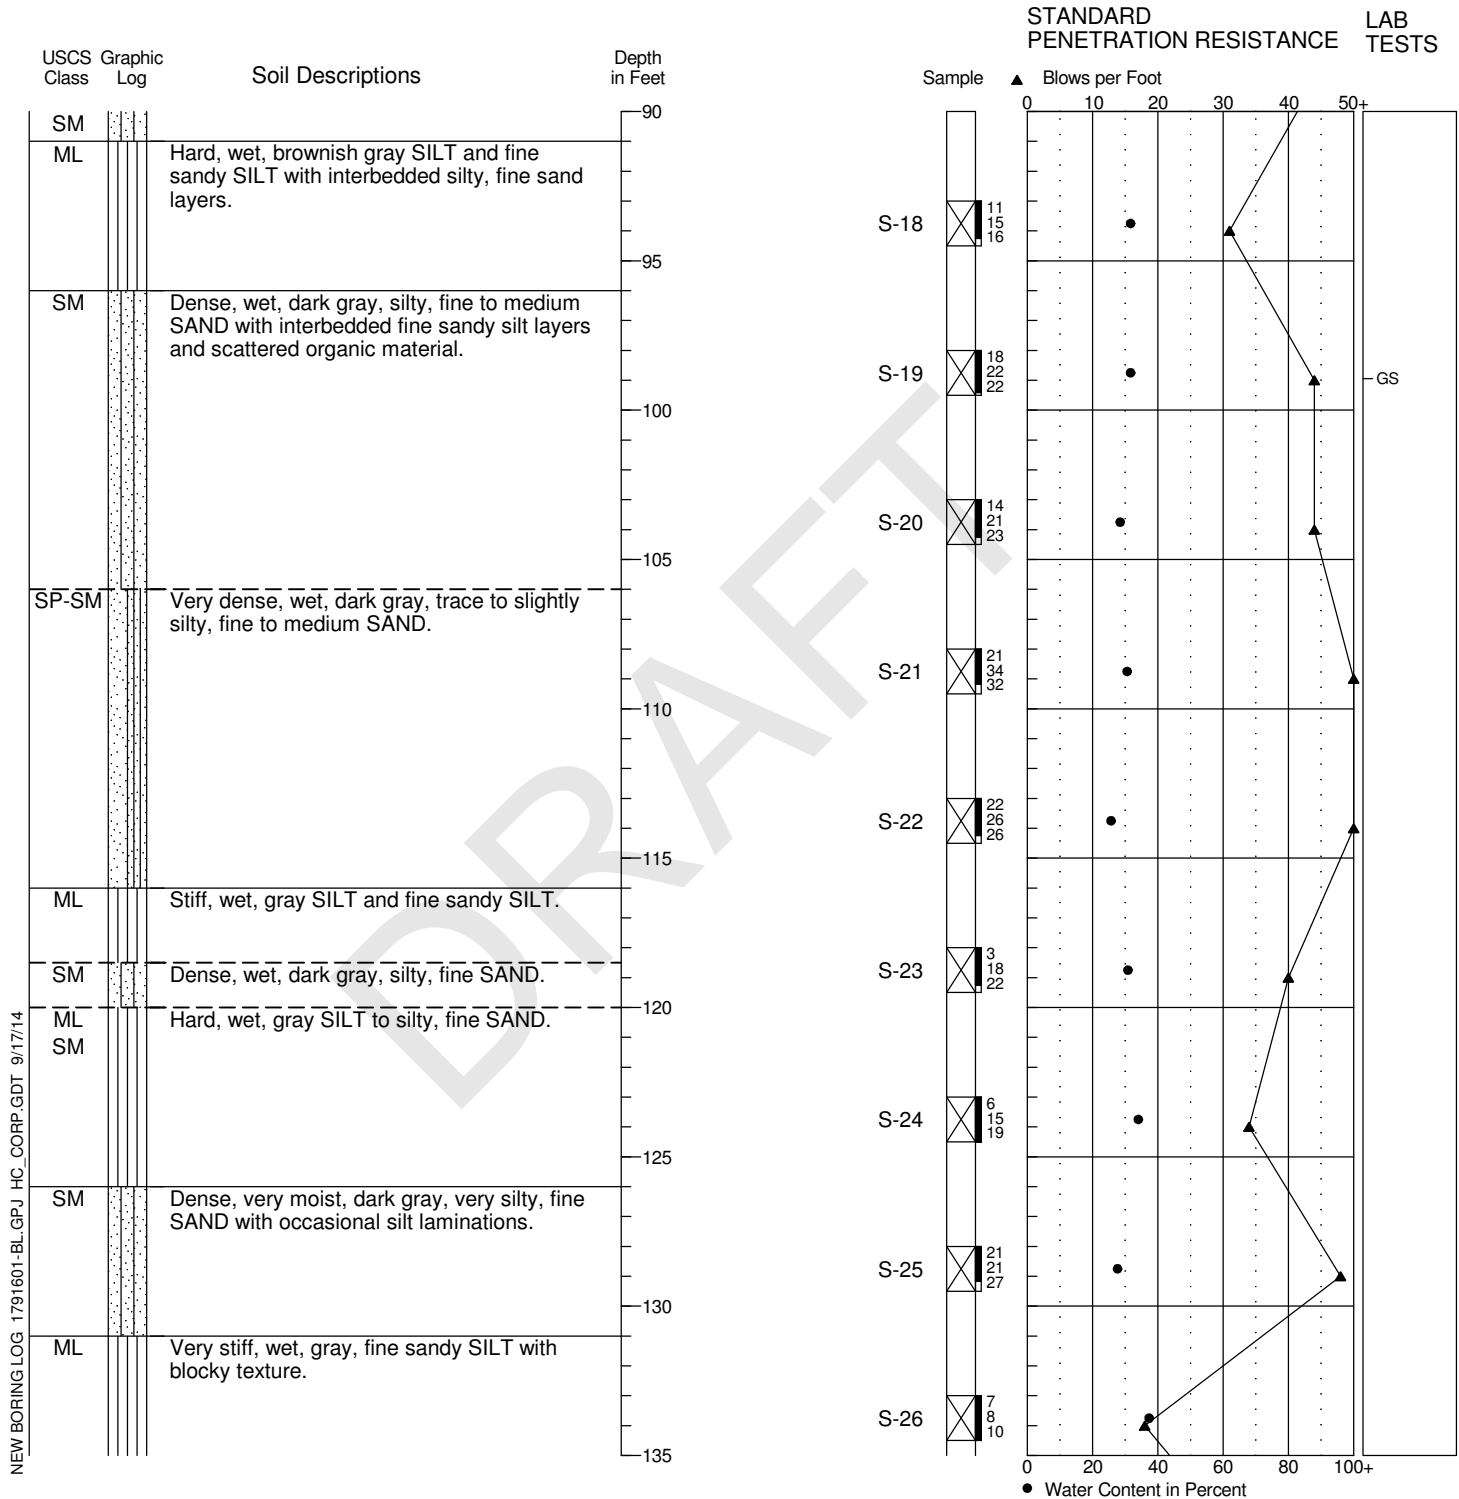 STANDARD
PENETRATION RESISTANCE
LAB
TESTS
USCS Graphic
Class Log
Soil Descriptions
Depth
in Feet
Sample
▲ Blows per Foot
0 10 20 30 40 50+
90
SM
ML
Hard, wet, brownish gray SILT and fine
sandy SILT with interbedded silty, fine sand
layers.
S-18
11
15
16
95
SM
Dense, wet, dark gray, silty, fine to medium
SAND with interbedded fine sandy silt layers
and scattered organic material.
S-19
18
22
22
GS
100
S-20
14
21
23
105
SP-SM
Very dense, wet, dark gray, trace to slightly
silty, fine to medium SAND.
S-21
21
34
32
110
S-22
22
26
26
115
ML
Stiff, wet, gray SILT and fine sandy SILT.
S-23
3
18
22
SM
Dense, wet, dark gray, silty, fine SAND.
120
ML
SM
Hard, wet, gray SILT to silty, fine SAND.
S-24
6
15
19
125
SM
Dense, very moist, dark gray, very silty, fine
SAND with occasional silt laminations.
S-25
21
21
27
130
ML
Very stiff, wet, gray, fine sandy SILT with
blocky texture.
S-26
7
8
10
135
0 20 40 60 80 100+
● Water Content in Percent
NEW BORING LOG 1791601-BL.GPJ HC_CORP.GDT 9/17/14
DRAFT